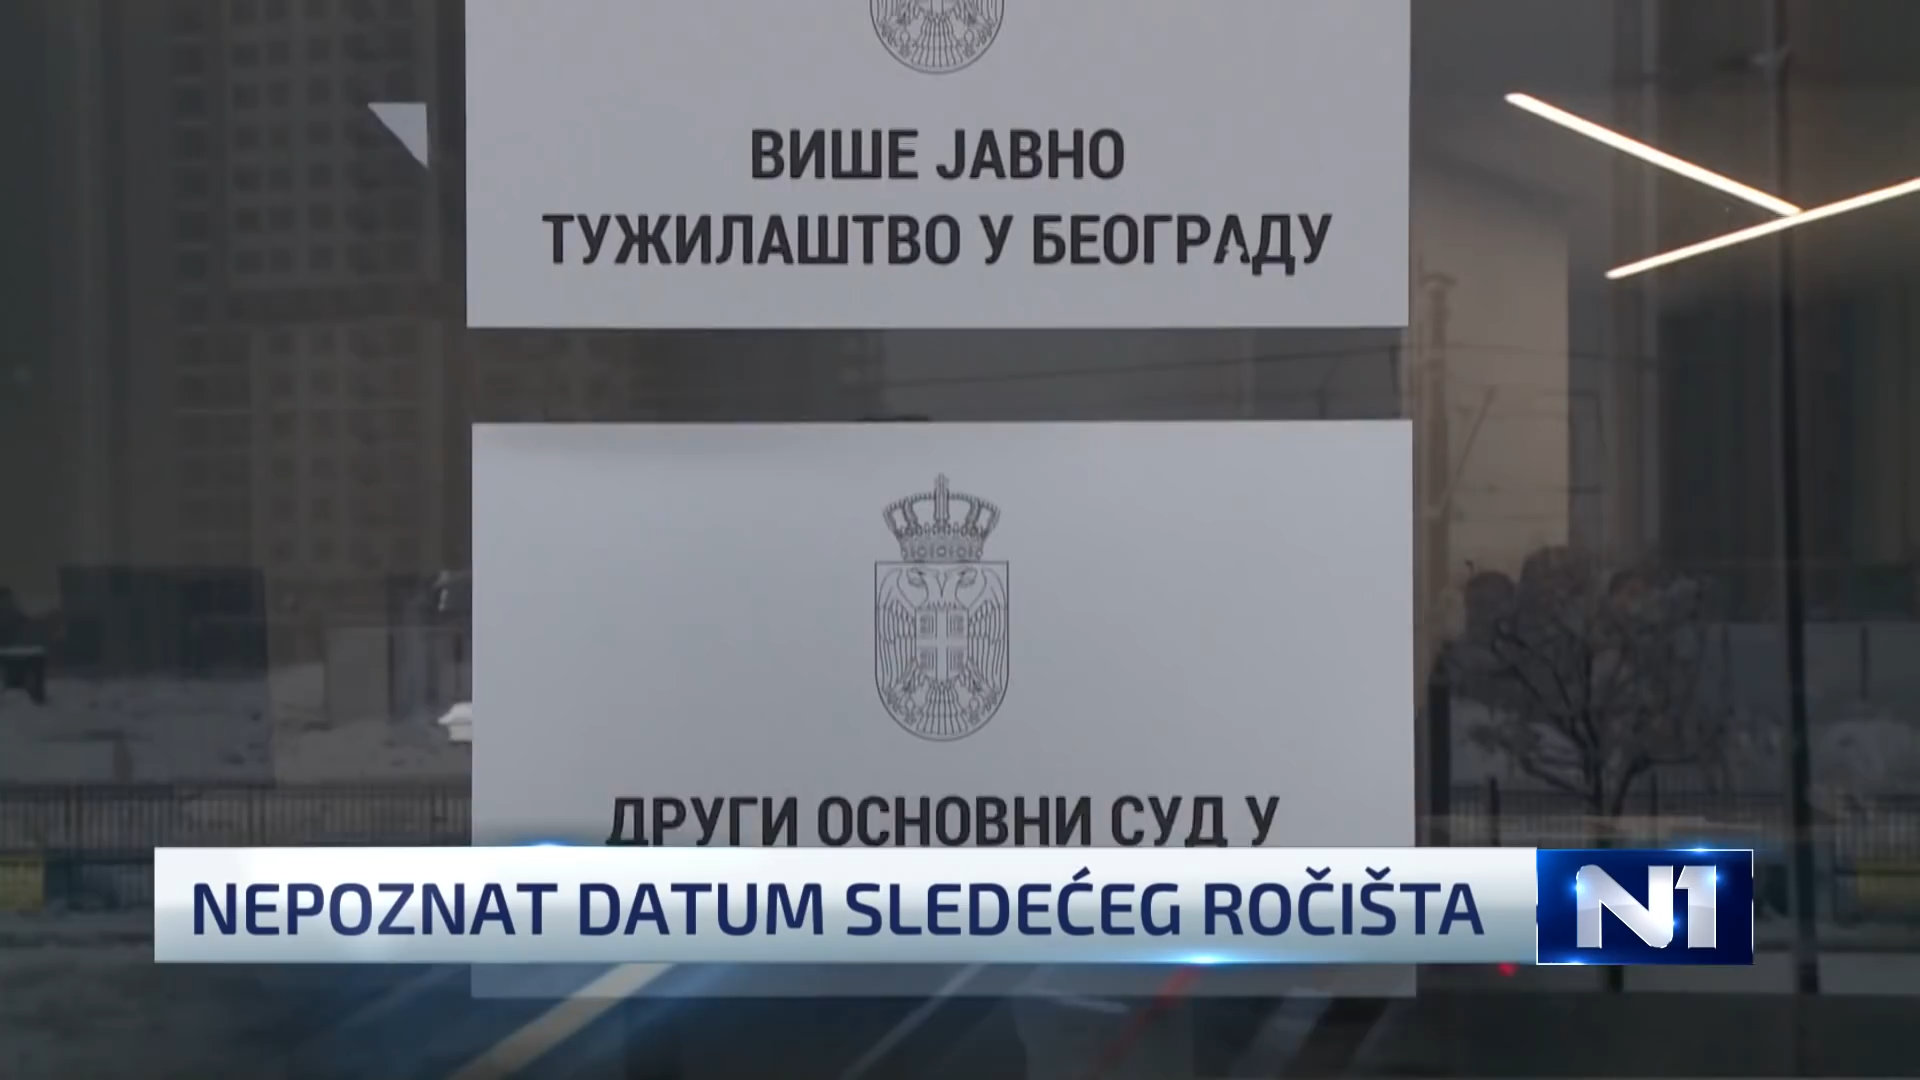 ВИШЕ ЈАВНО
ТУЖИЛАШТВО У БЕОГРАДУ
ДРУГИ ОСНОВНИ СУД У
NEPOZNAT DATUM SLEDEĆEG ROČIŠTA
N1